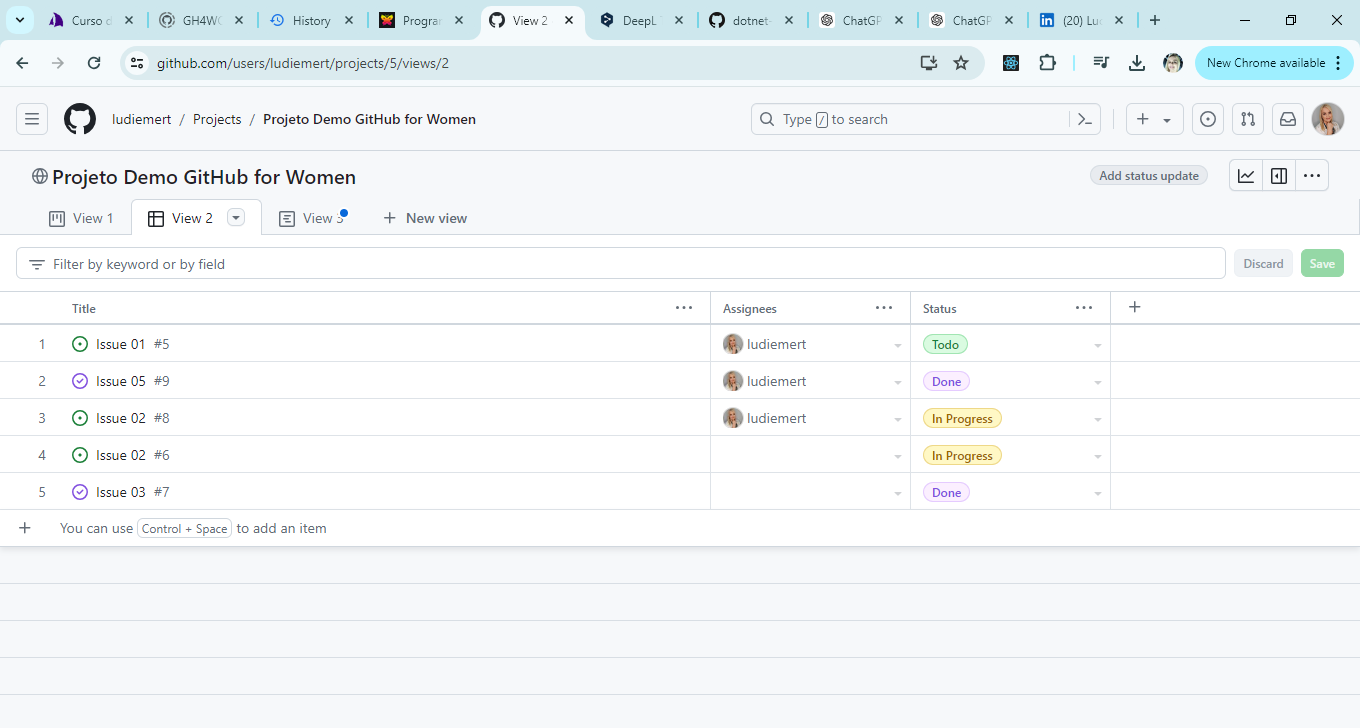 Curso d
GH4WO
History
Program
View 2
DeepL T
dotnet-
ChatGP
ChatGP
(20) Lu
github.com/users/ludiemert/projects/5/views/2
New Chrome available
ludiemert / Projects / Projeto Demo GitHub for Women
Type / to search
Projeto Demo GitHub for Women
Add status update
View 1
View 2
View 3
New view
Filter by keyword or by field
Discard
Save
Title
Assignees
Status
1 Issue 01 #5 ludiemert Todo
2 Issue 05 #9 ludiemert Done
3 Issue 02 #8 ludiemert In Progress
4 Issue 02 #6 In Progress
5 Issue 03 #7 Done
You can use Control + Space to add an item